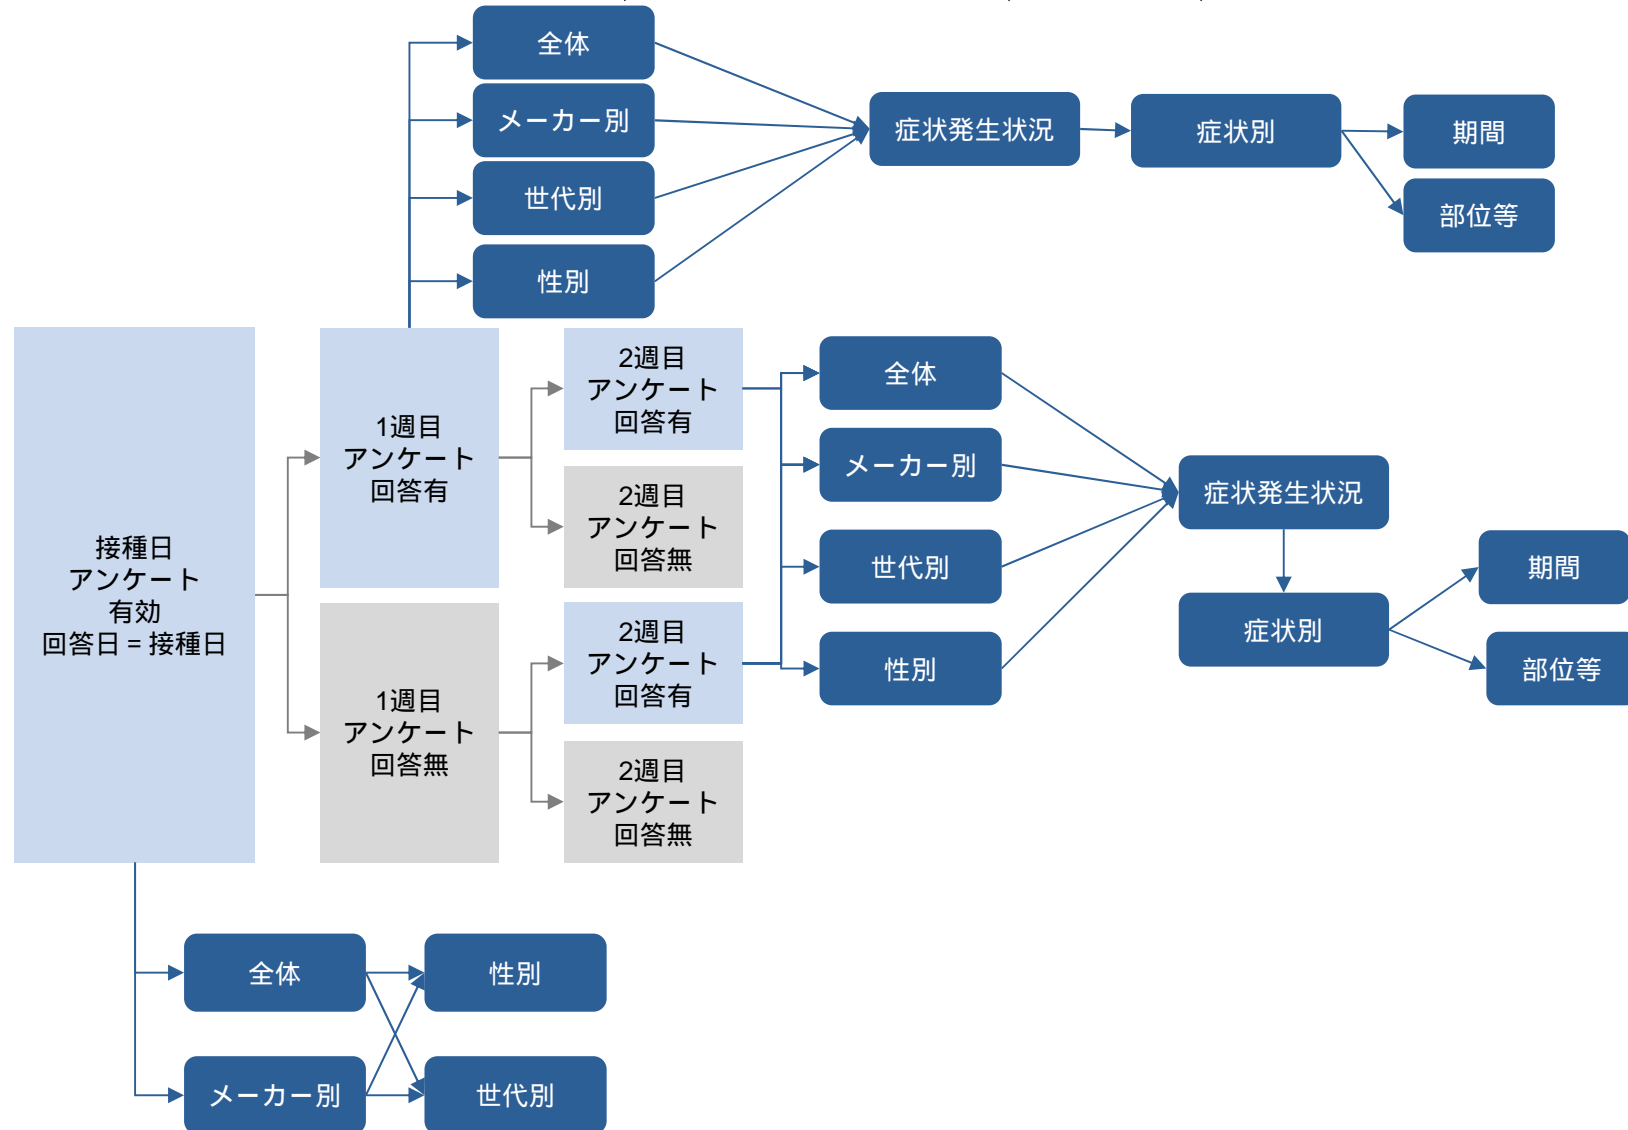 全体
メーカー別
世代別
性別
症状発生状況
症状別
期間
部位等
接種日
アンケート
有効
回答日 = 接種日
1週目
アンケート
回答有
1週目
アンケート
回答無
2週目
アンケート
回答有
2週目
アンケート
回答無
2週目
アンケート
回答有
2週目
アンケート
回答無
全体
メーカー別
世代別
性別
症状発生状況
症状別
期間
部位等
全体
メーカー別
性別
世代別